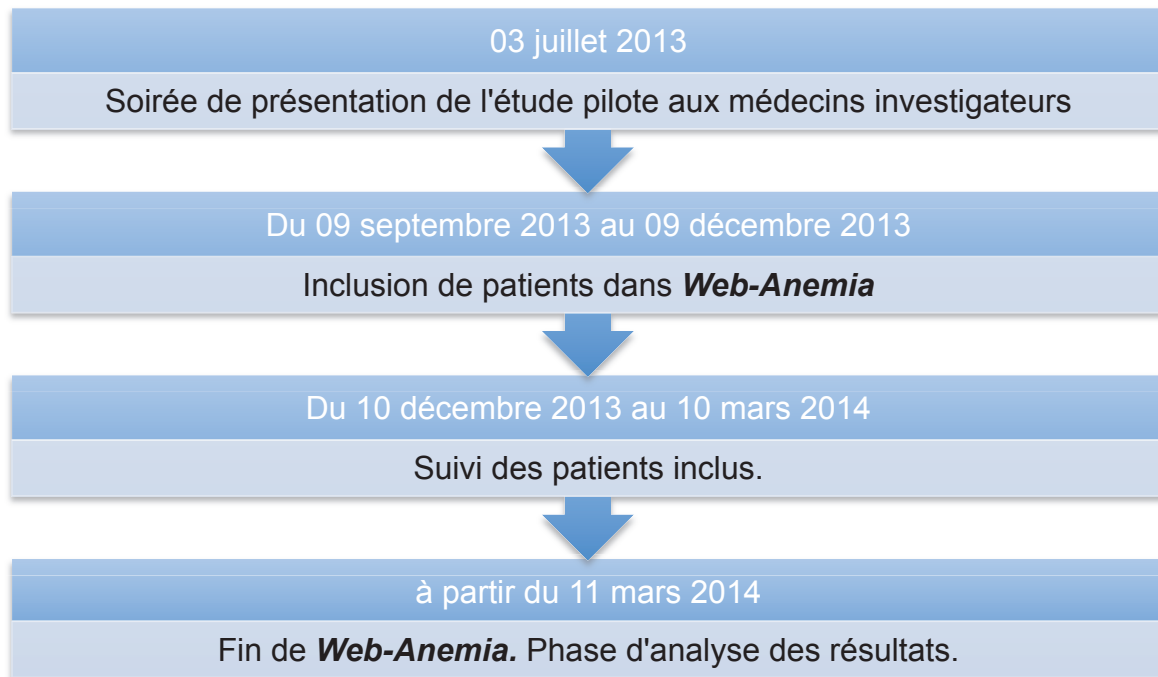 03 juillet 2013
Soirée de présentation de l'étude pilote aux médecins investigateurs
Du 09 septembre 2013 au 09 décembre 2013
Inclusion de patients dans Web-Anemia
Du 10 décembre 2013 au 10 mars 2014
Suivi des patients inclus.
à partir du 11 mars 2014
Fin de Web-Anemia. Phase d'analyse des résultats.